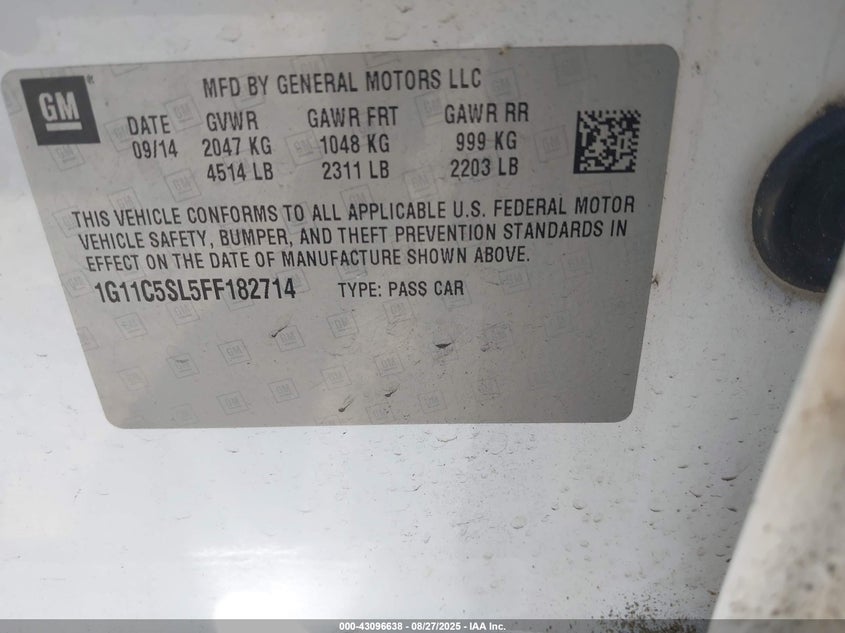 GM ®
MFD BY GENERAL MOTORS LLC
DATE GVWR GAWR FRT GAWR RR
09/14 2047 KG 1048 KG 999 KG
4514 LB 2311 LB 2203 LB
THIS VEHICLE CONFORMS TO ALL APPLICABLE U.S. FEDERAL MOTOR
VEHICLE SAFETY, BUMPER, AND THEFT PREVENTION STANDARDS IN
EFFECT ON THE DATE OF MANUFACTURE SHOWN ABOVE.
1G11C5SL5FF182714 TYPE: PASS CAR
000-43096638 - 08/27/2025 - IAA Inc.